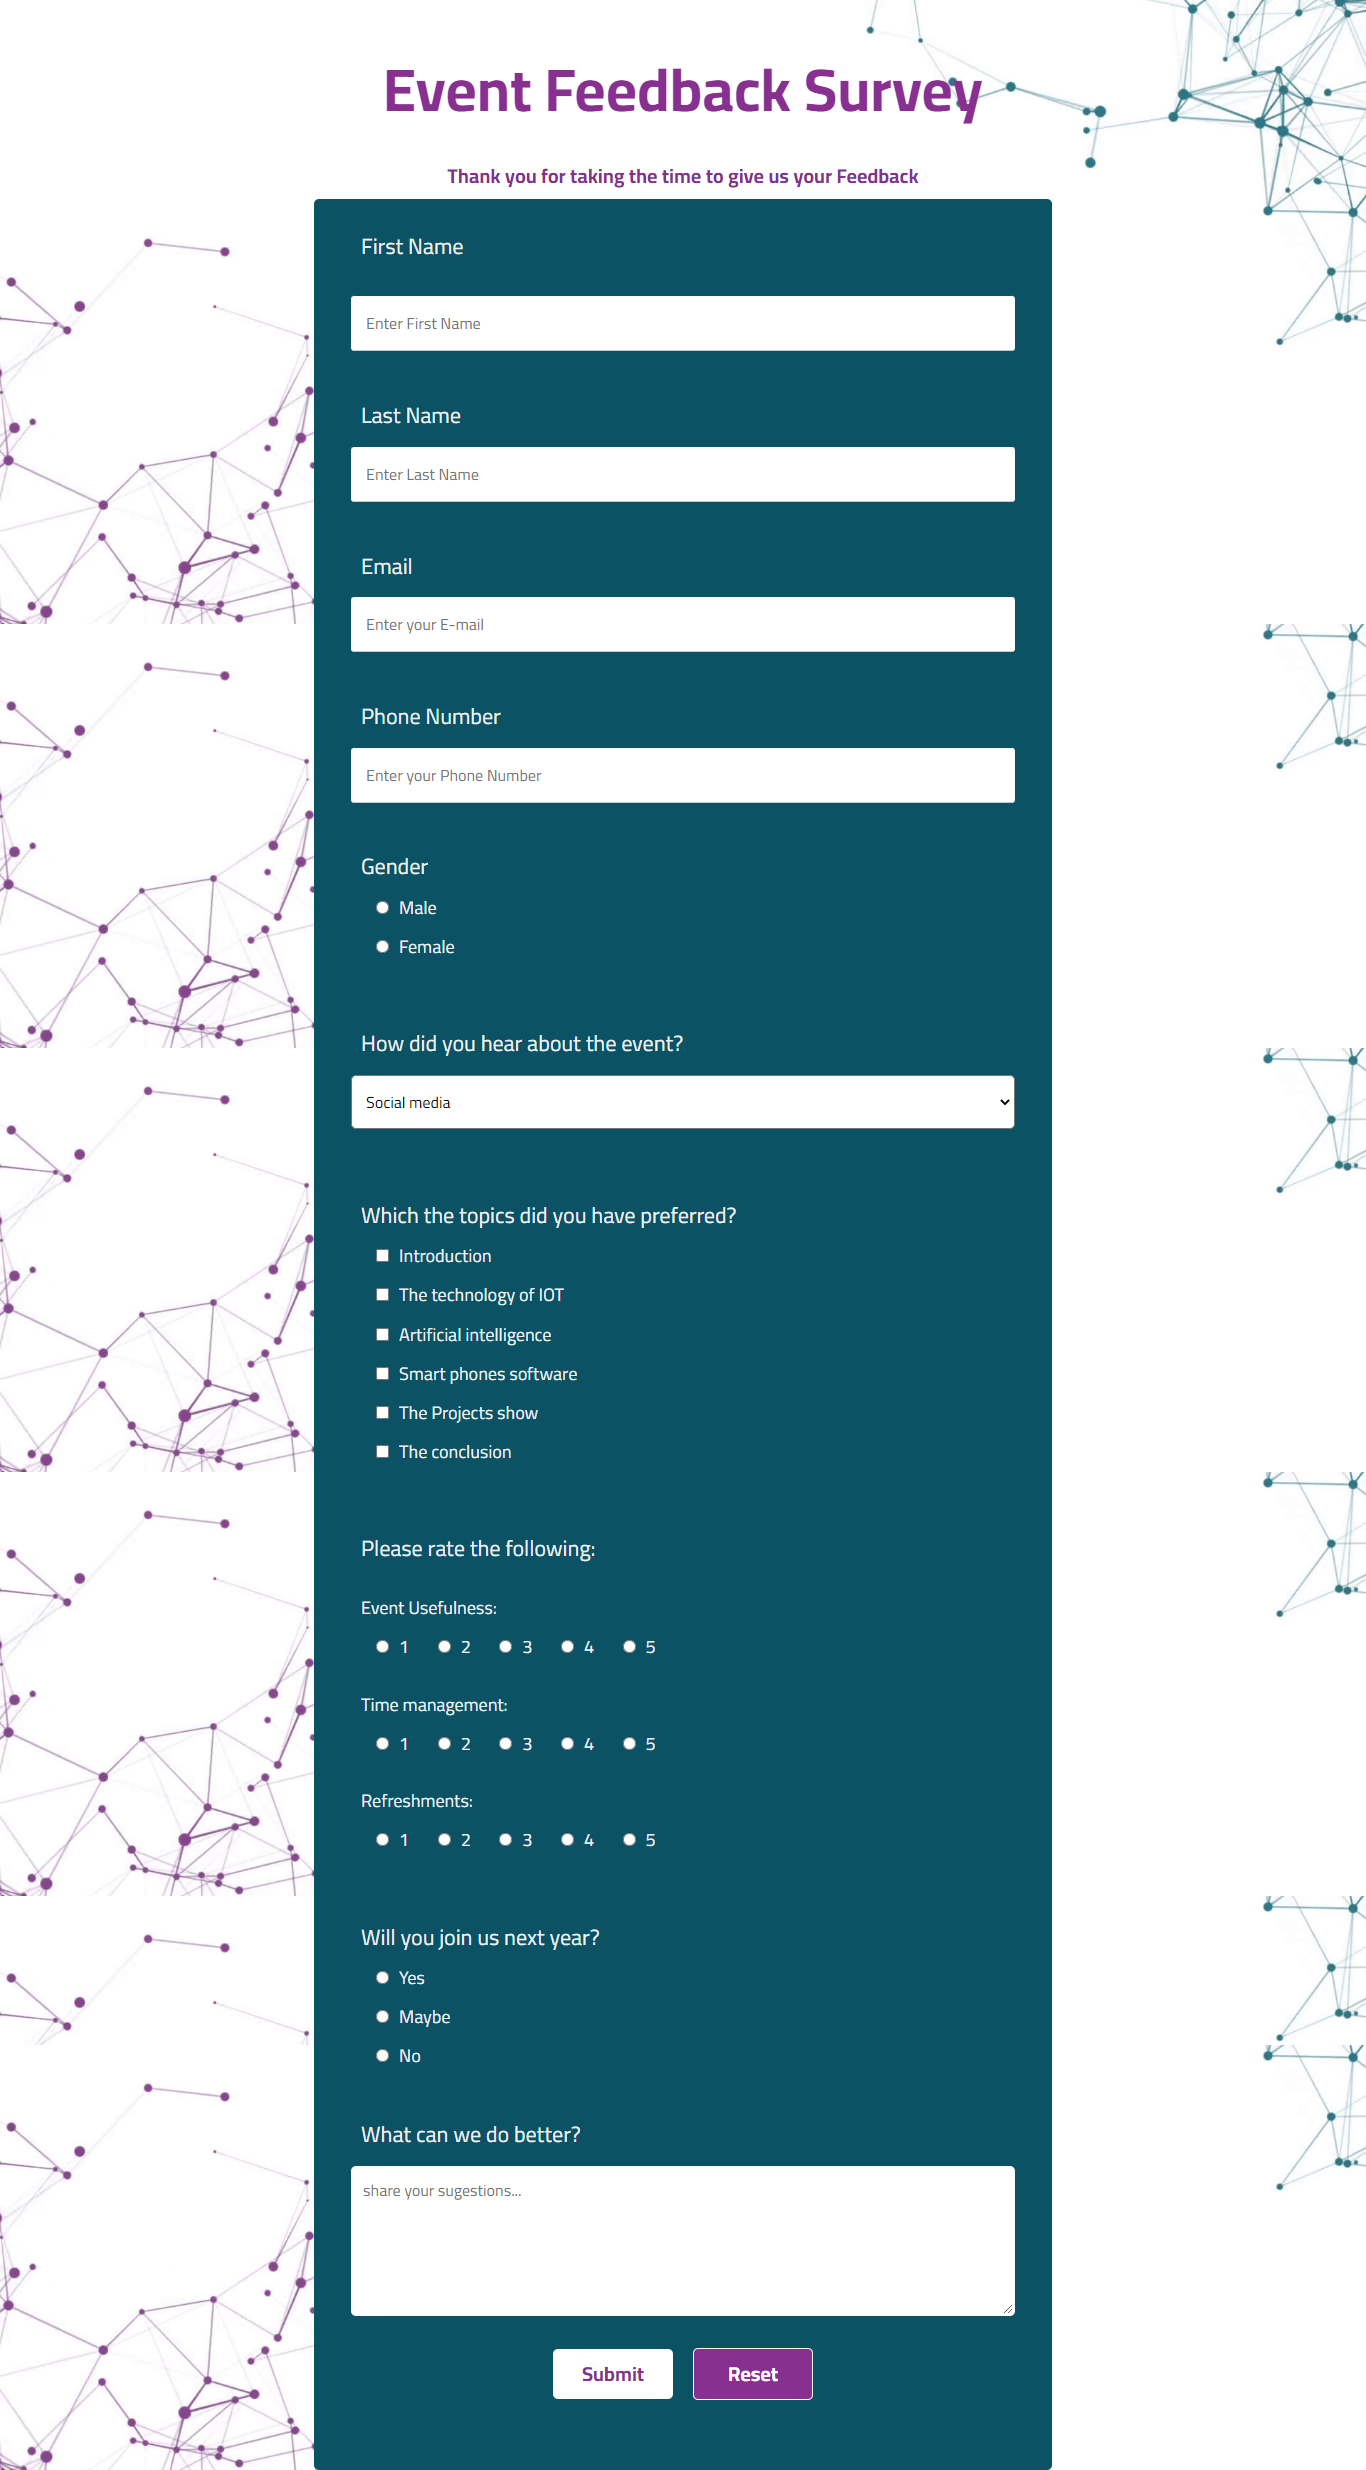 Event Feedback Survey
Thank you for taking the time to give us your Feedback
First Name
Enter First Name
Last Name
Enter Last Name
Email
Enter your E-mail
Phone Number
Enter your Phone Number
Gender
Male
Female
How did you hear about the event?
Social media
Which the topics did you have preferred?
Introduction
The technology of IOT
Artificial intelligence
Smart phones software
The Projects show
The conclusion
Please rate the following:
Event Usefulness:
1 2 3 4 5
Time management:
1 2 3 4 5
Refreshments:
1 2 3 4 5
Will you join us next year?
Yes
Maybe
No
What can we do better?
share your sugestions...
Submit Reset